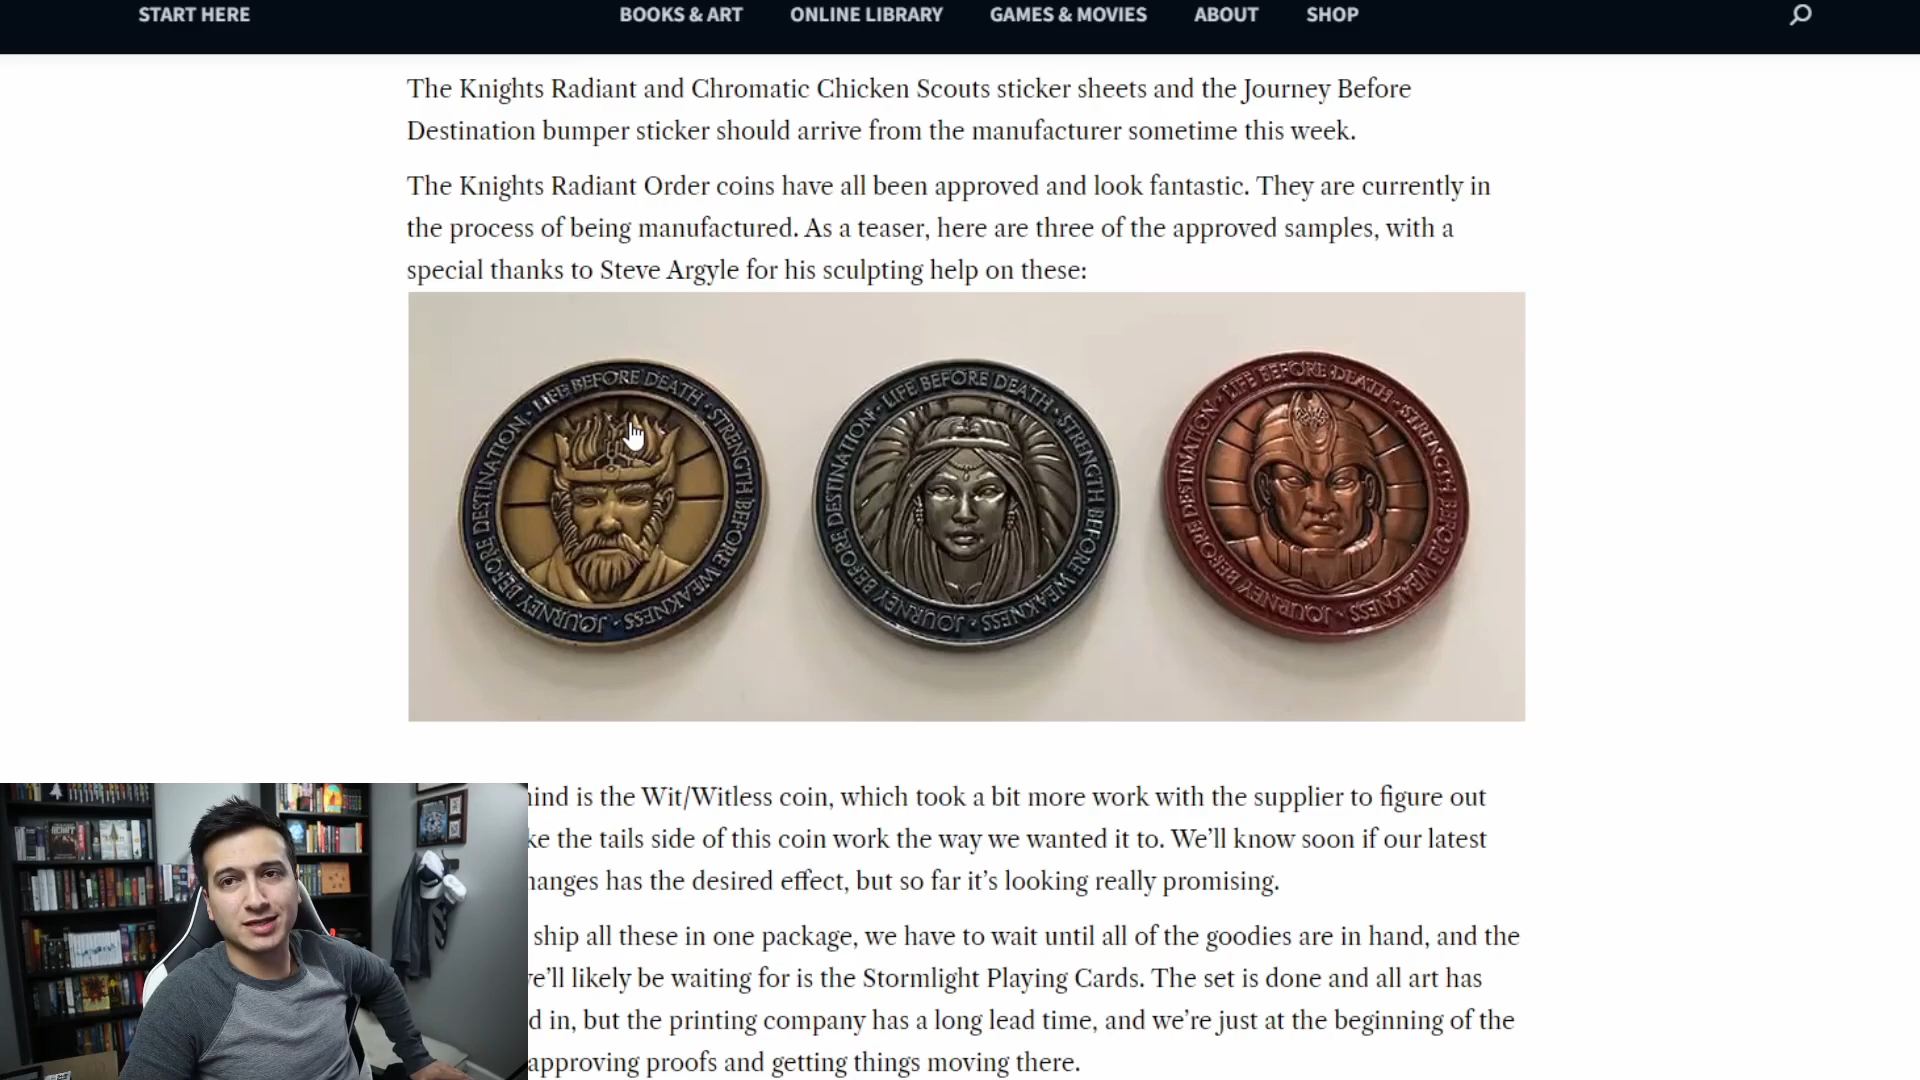 START HERE
BOOKS & ART
ONLINE LIBRARY
GAMES & MOVIES
ABOUT
SHOP
The Knights Radiant and Chromatic Chicken Scouts sticker sheets and the Journey Before
Destination bumper sticker should arrive from the manufacturer sometime this week.
The Knights Radiant Order coins have all been approved and look fantastic. They are currently in
the process of being manufactured. As a teaser, here are three of the approved samples, with a
special thanks to Steve Argyle for his sculpting help on these:
LIFE BEFORE DEATH · STRENGTH BEFORE WEAKNESS · JOURNEY BEFORE DESTINATION ·
LIFE BEFORE DEATH · STRENGTH BEFORE WEAKNESS · JOURNEY BEFORE DESTINATION ·
LIFE BEFORE DEATH · STRENGTH BEFORE WEAKNESS · JOURNEY BEFORE DESTINATION ·
is the Wit/Witless coin, which took a bit more work with the supplier to figure out
the tails side of this coin work the way we wanted it to. We'll know soon if our latest
hanges has the desired effect, but so far it's looking really promising.
ship all these in one package, we have to wait until all of the goodies are in hand, and the
e'll likely be waiting for is the Stormlight Playing Cards. The set is done and all art has
d in, but the printing company has a long lead time, and we're just at the beginning of the
approving proofs and getting things moving there.